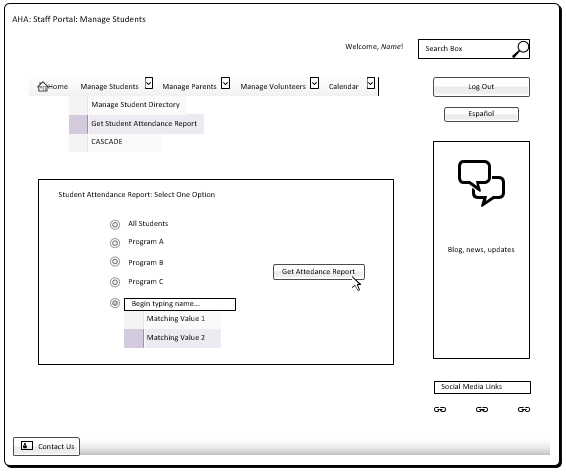 AHA: Staff Portal: Manage Students
Welcome, Name!
Search Box
Home Manage Students Manage Parents Manage Volunteers Calendar
Log Out
Manage Student Directory
Get Student Attendance Report
CASCADE
Español
Student Attendance Report: Select One Option
All Students
Program A
Program B
Program C
Begin typing name...
Matching Value 1
Matching Value 2
Get Attedance Report
Blog, news, updates
Social Media Links
Contact Us